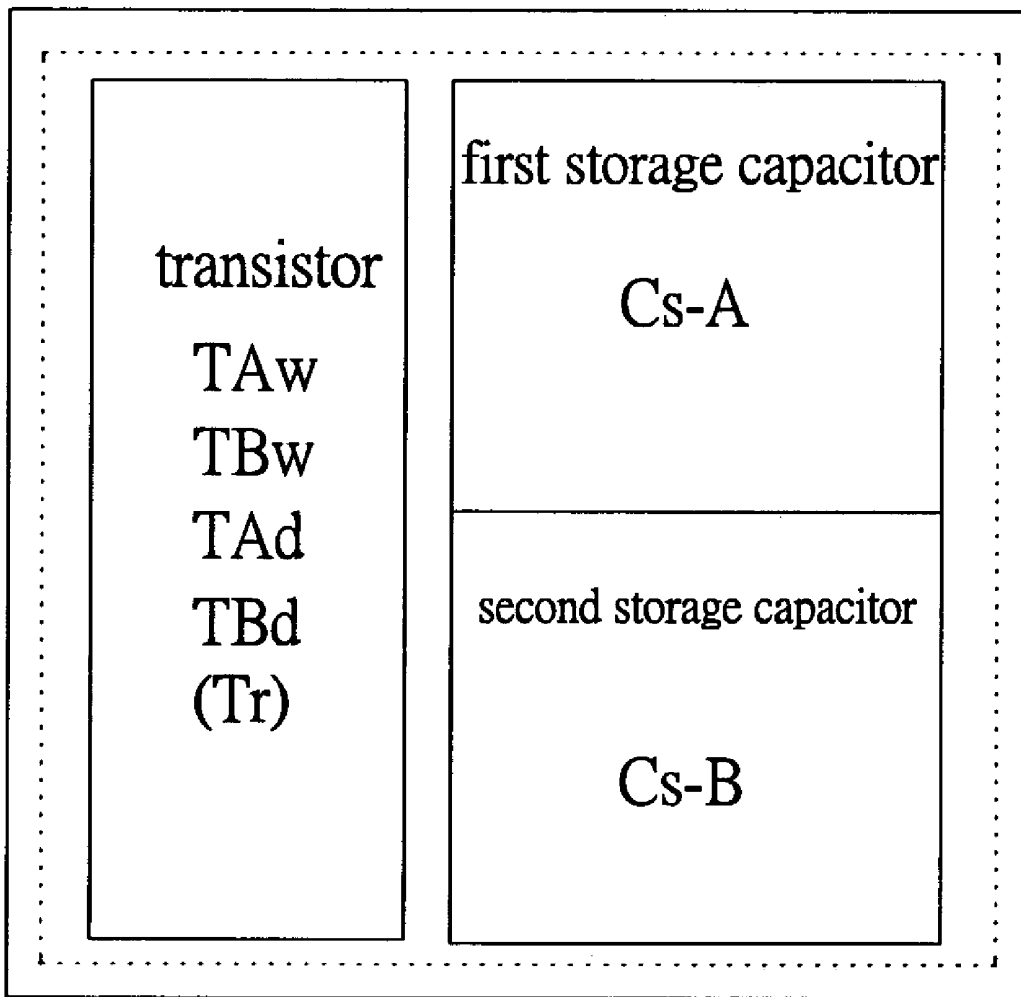 transistor
TAw
TBw
TAd
TBd
(Tr)
first storage capacitor
Cs-A
second storage capacitor
Cs-B